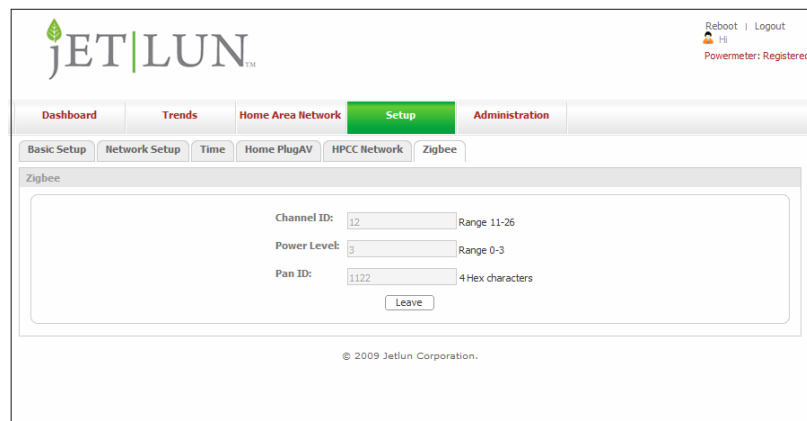 Reboot | Logout
Hi
Powermeter: Registered
JET|LUN™
Dashboard Trends Home Area Network Setup Administration
Basic Setup Network Setup Time Home PlugAV HPCC Network Zigbee
Zigbee
Channel ID: 12 Range 11-26
Power Level: 3 Range 0-3
Pan ID: 1122 4 Hex characters
Leave
© 2009 Jetlun Corporation.